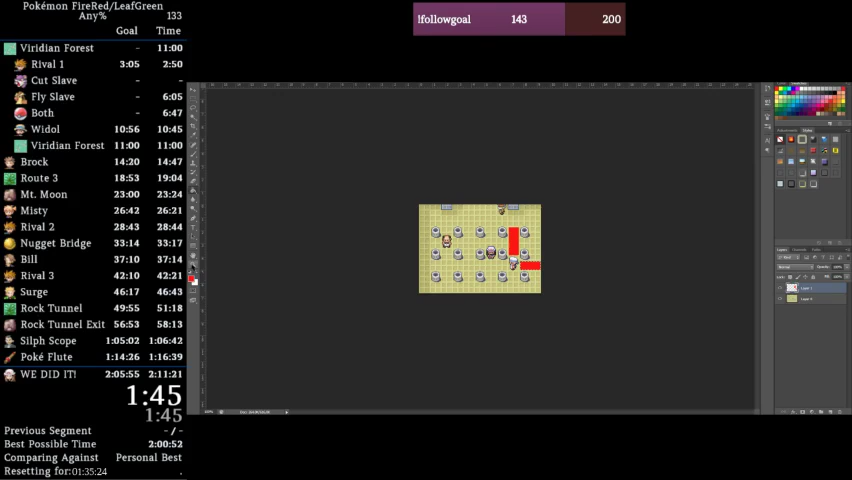 Pokémon FireRed/LeafGreen
Any% 133
Goal Time
Viridian Forest - 11:00
Rival 1 3:05 2:50
Cut Slave - -
Fly Slave - 6:05
Both - 6:47
Widol 10:56 10:45
Viridian Forest 11:00 11:00
Brock 14:20 14:47
Route 3 18:53 19:04
Mt. Moon 23:00 23:24
Misty 26:42 26:21
Rival 2 28:43 28:44
Nugget Bridge 33:14 33:17
Bill 37:10 37:14
Rival 3 42:10 42:21
Surge 46:17 46:43
Rock Tunnel 49:55 51:18
Rock Tunnel Exit 56:53 58:13
Silph Scope 1:05:02 1:06:42
Poké Flute 1:14:26 1:16:39
WE DID IT! 2:05:55 2:11:21
1:45
1:45
Previous Segment - / -
Best Possible Time 2:00:52
Comparing Against Personal Best
Resetting for: 01:35:24 .
!followgoal 143 200